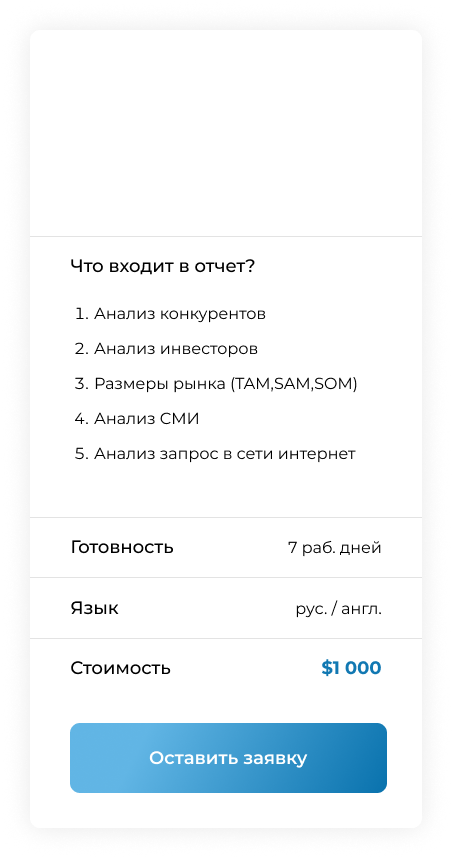 Что входит в отчет?
1. Анализ конкурентов
2. Анализ инвесторов
3. Размеры рынка (TAM,SAM,SOM)
4. Анализ СМИ
5. Анализ запрос в сети интернет
Готовность 7 раб. дней
Язык рус. / англ.
Стоимость $1 000
Оставить заявку